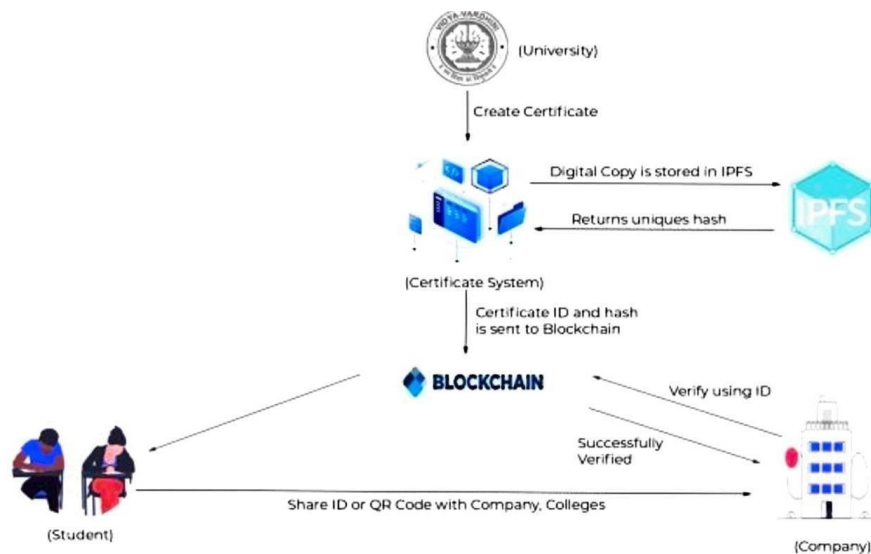 VIDYA-VARDHINI
(University)
Create Certificate
Digital Copy is stored in IPFS
IPFS
Returns uniques hash
(Certificate System)
Certificate ID and hash
is sent to Blockchain
BLOCKCHAIN
Verify using ID
Successfully
Verified
Share ID or QR Code with Company, Colleges
(Student)
(Company)